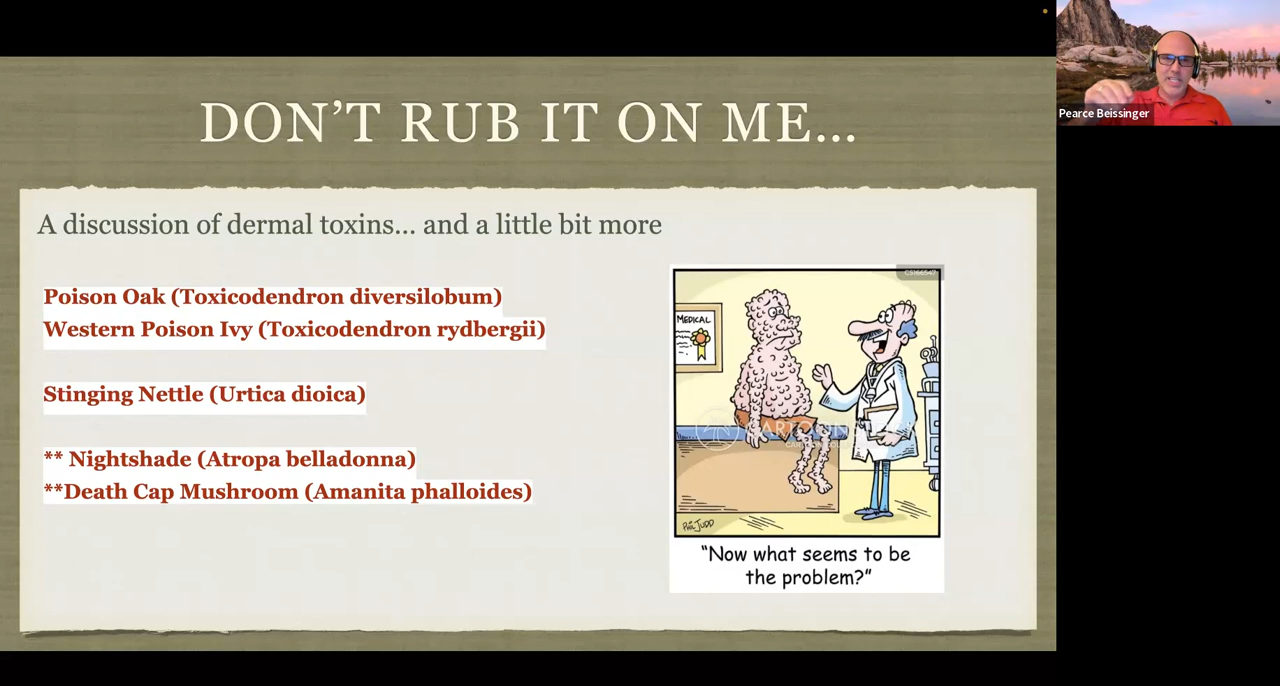 DON’T RUB IT ON ME…
Pearce Beissinger
A discussion of dermal toxins… and a little bit more
Poison Oak (Toxicodendron diversilobum)
Western Poison Ivy (Toxicodendron rydbergii)
Stinging Nettle (Urtica dioica)
** Nightshade (Atropa belladonna)
**Death Cap Mushroom (Amanita phalloides)
MEDICAL
PHIL JUDD
“Now what seems to be
the problem?”